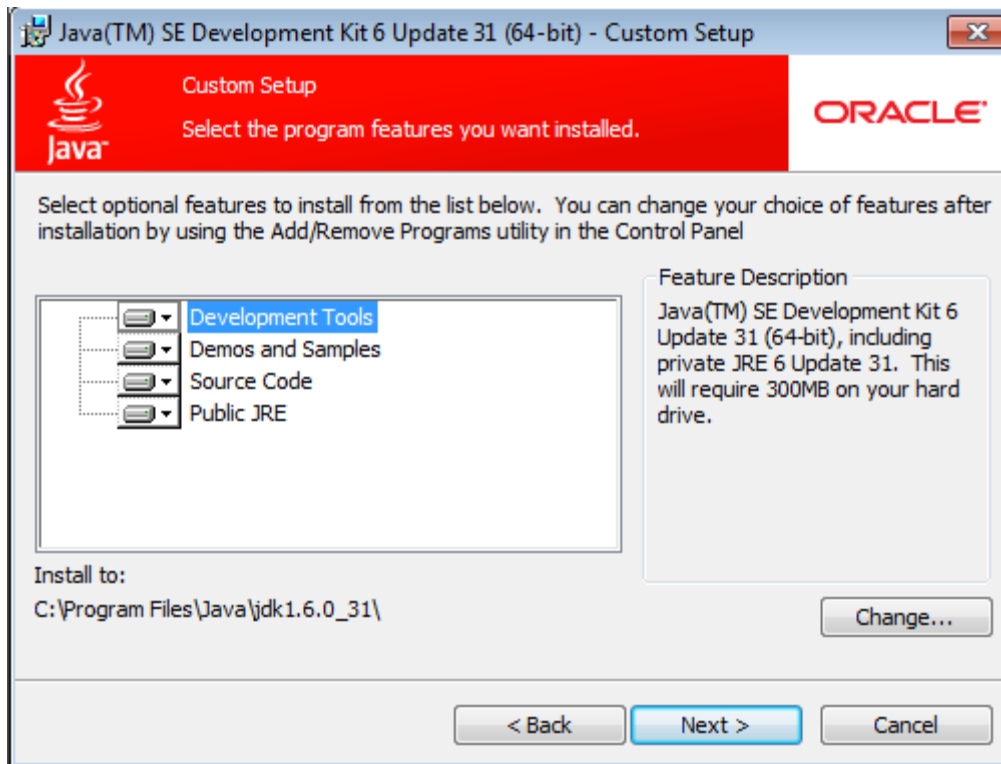 Java(TM) SE Development Kit 6 Update 31 (64-bit) - Custom Setup
Java™
Custom Setup
Select the program features you want installed.
ORACLE®
Select optional features to install from the list below.  You can change your choice of features after
installation by using the Add/Remove Programs utility in the Control Panel
Development Tools
Demos and Samples
Source Code
Public JRE
Feature Description
Java(TM) SE Development Kit 6
Update 31 (64-bit), including
private JRE 6 Update 31.  This
will require 300MB on your hard
drive.
Install to:
C:\Program Files\Java\jdk1.6.0_31\
Change...
< Back
Next >
Cancel